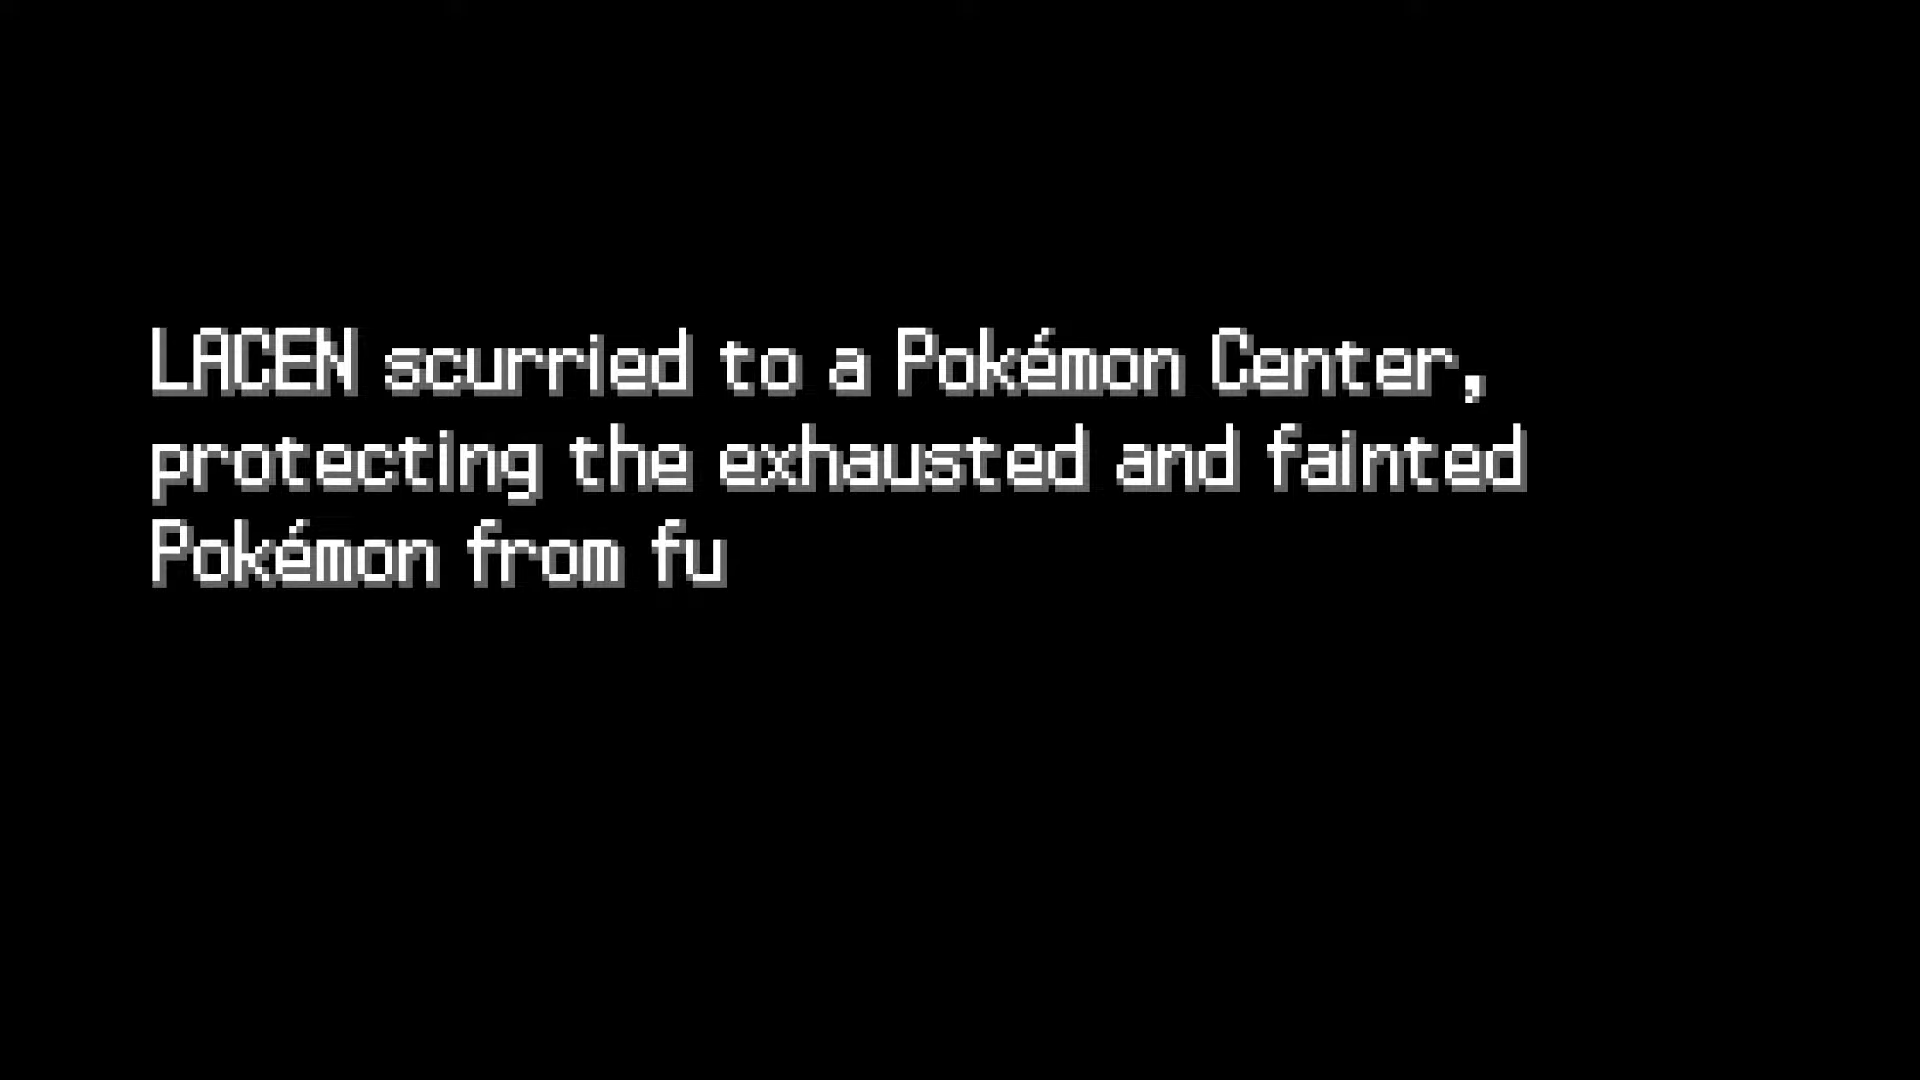 LACEN scurried to a Pokémon Center,
protecting the exhausted and fainted
Pokémon from fu